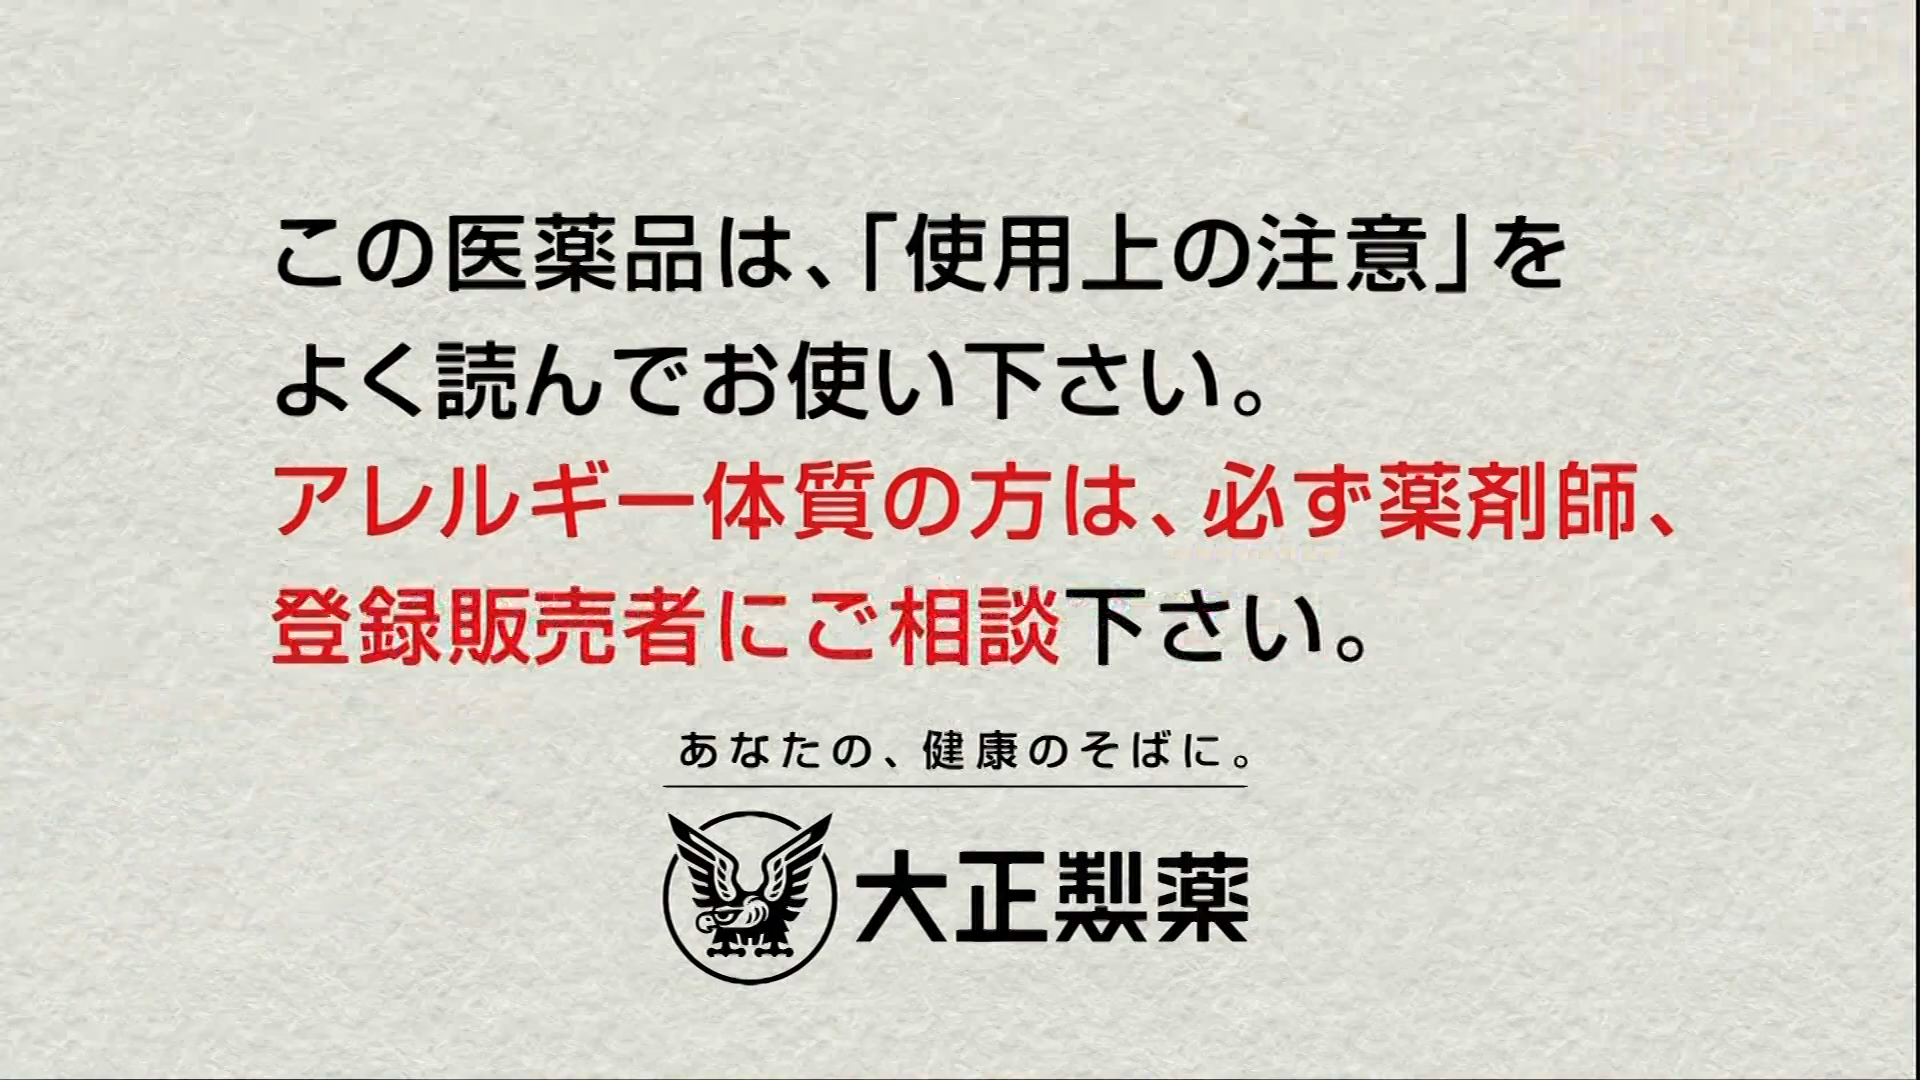 この医薬品は、「使用上の注意」を
よく読んでお使い下さい。
アレルギー体質の方は、必ず薬剤師、
登録販売者にご相談下さい。
あなたの、健康のそばに。
大正製薬